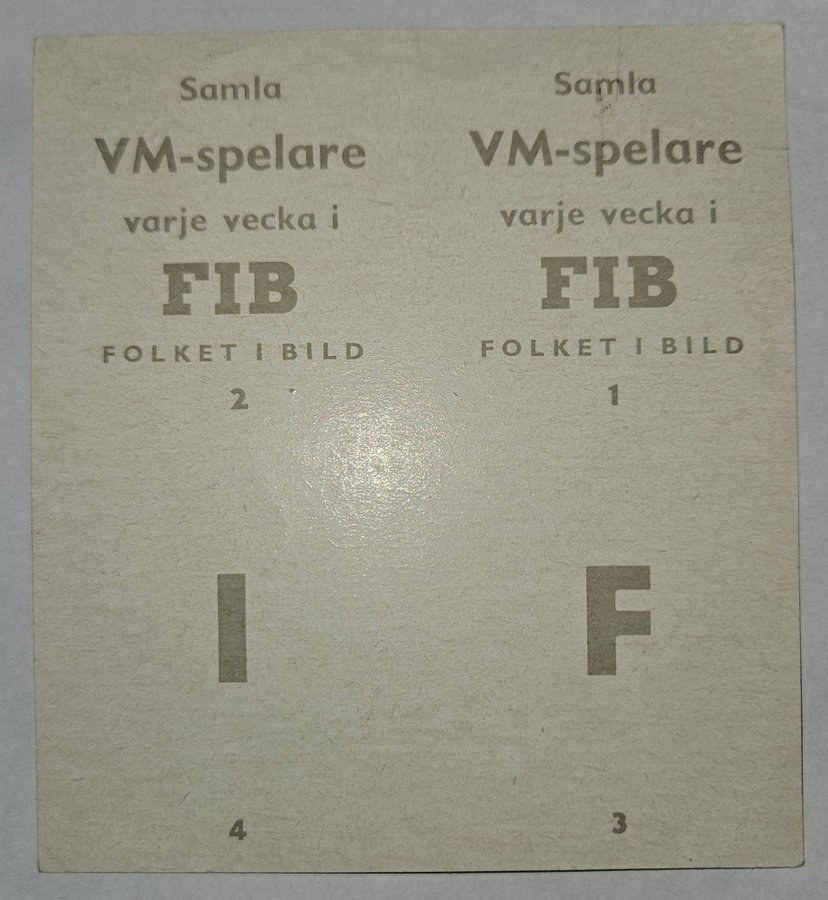 Samla
VM-spelare
varje vecka i
FIB
FOLKET I BILD
2
I
4
Samla
VM-spelare
varje vecka i
FIB
FOLKET I BILD
1
F
3